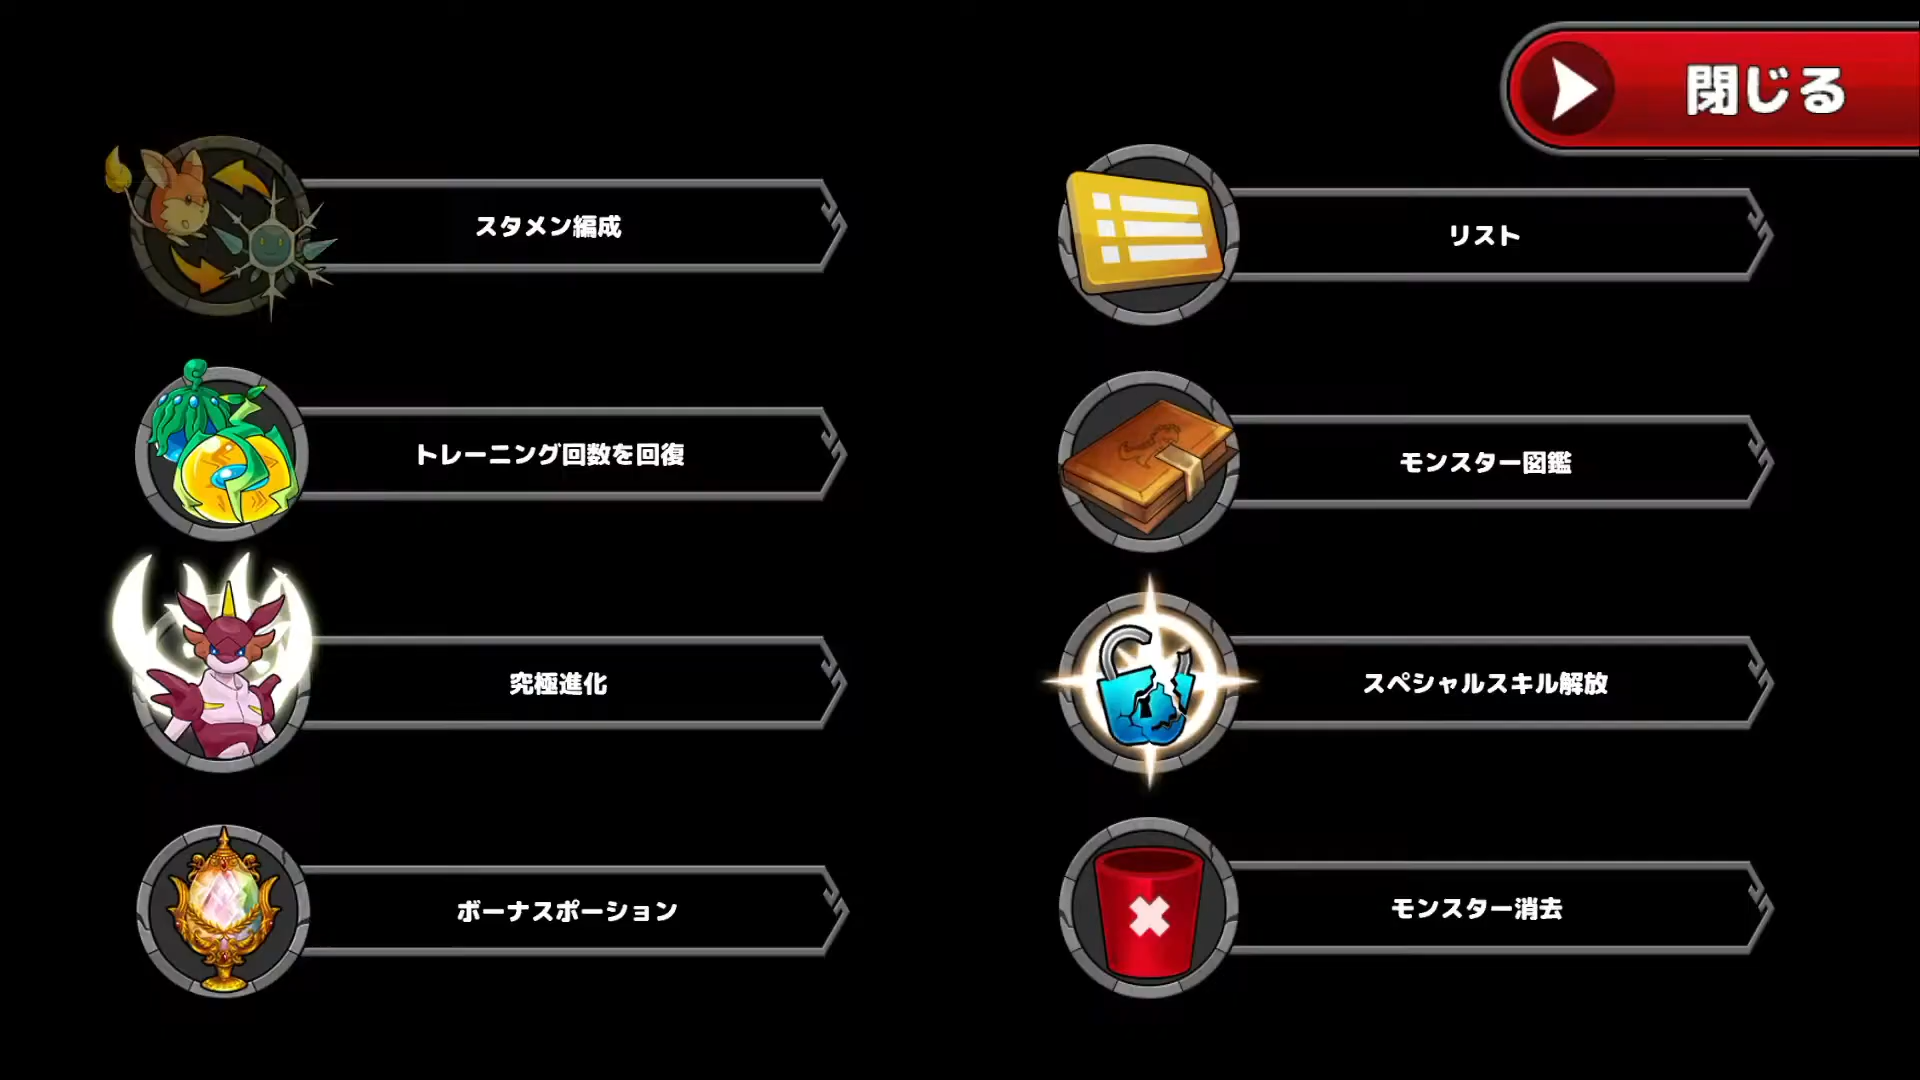 閉じる
スタメン編成
リスト
トレーニング回数を回復
モンスター図鑑
究極進化
スペシャルスキル解放
ボーナスポーション
モンスター消去